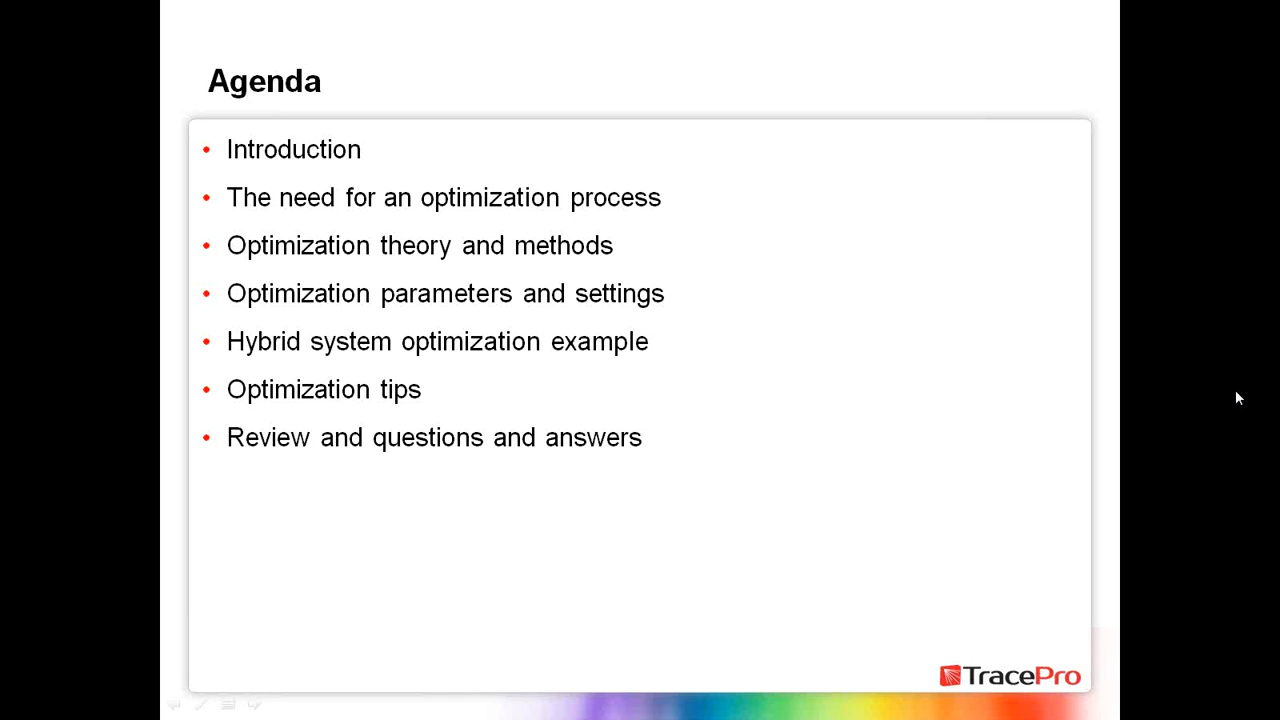 Agenda
• Introduction
• The need for an optimization process
• Optimization theory and methods
• Optimization parameters and settings
• Hybrid system optimization example
• Optimization tips
• Review and questions and answers
TracePro